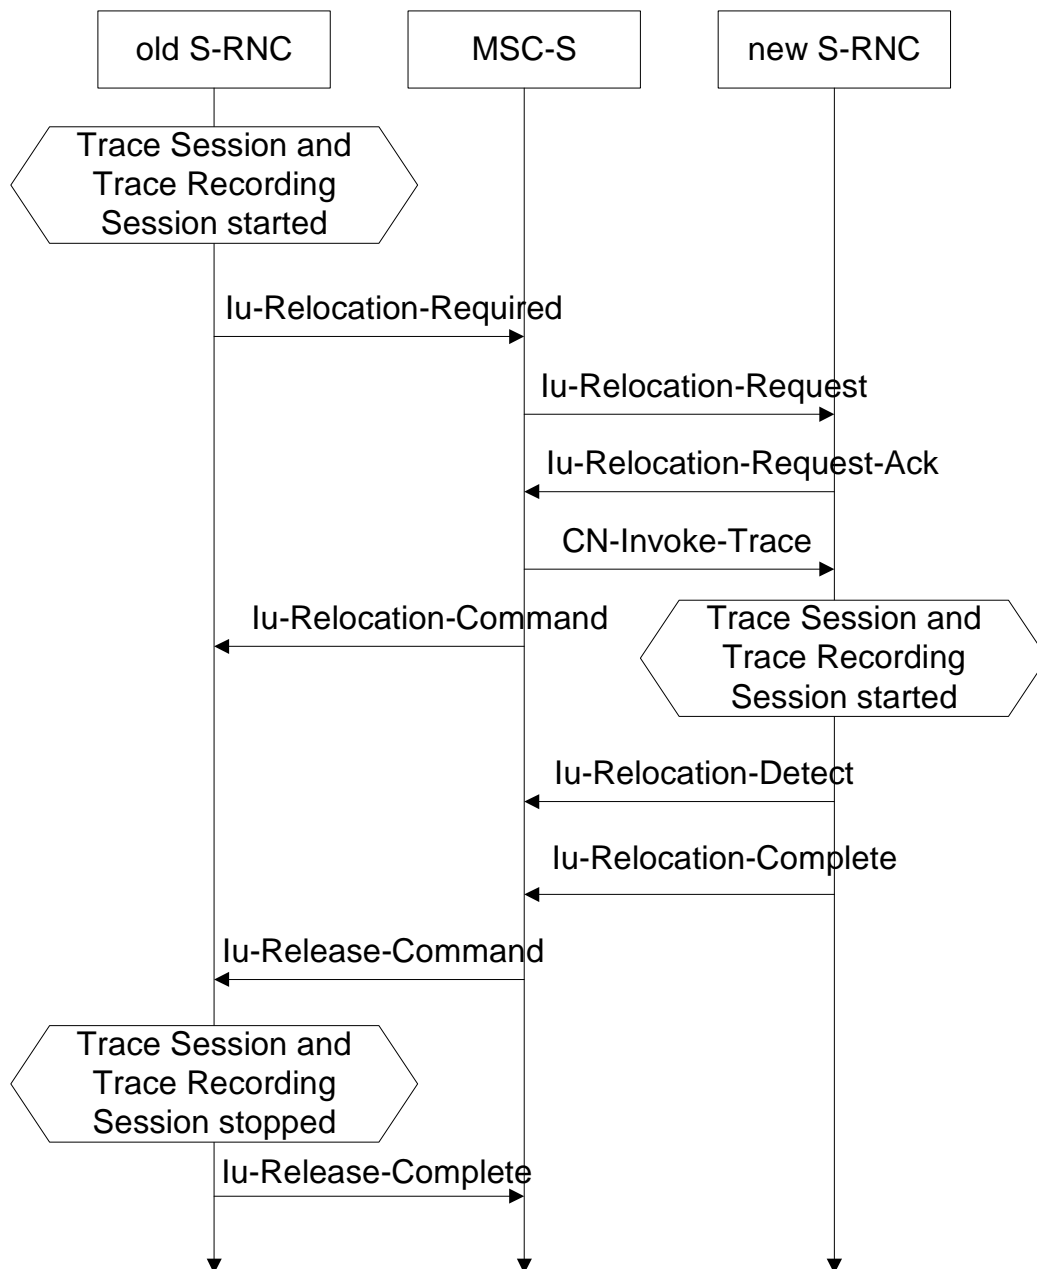 old S-RNC
MSC-S
new S-RNC
Trace Session and
Trace Recording
Session started
Iu-Relocation-Required
Iu-Relocation-Request
Iu-Relocation-Request-Ack
CN-Invoke-Trace
Iu-Relocation-Command
Trace Session and
Trace Recording
Session started
Iu-Relocation-Detect
Iu-Relocation-Complete
Iu-Release-Command
Trace Session and
Trace Recording
Session stopped
Iu-Release-Complete